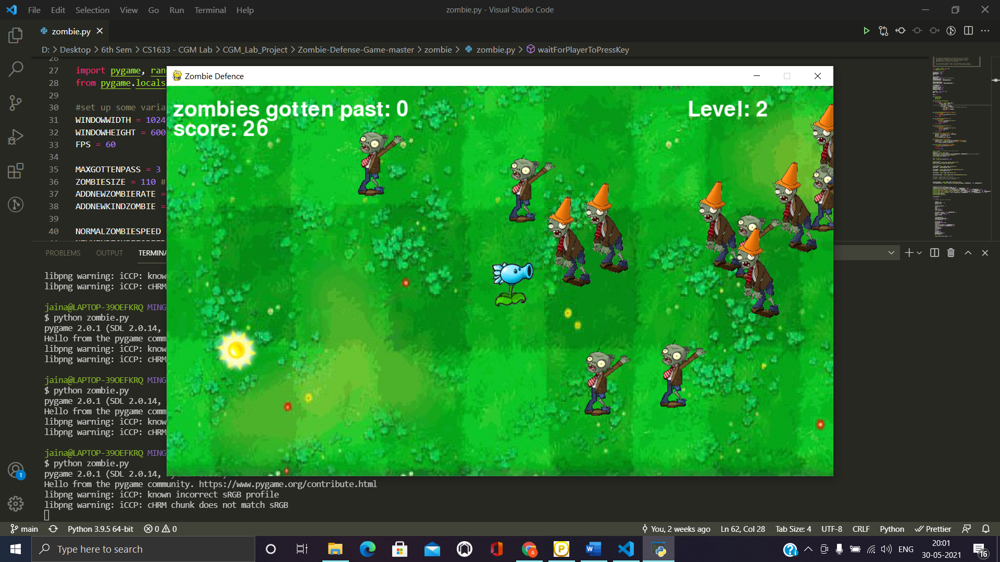 File Edit Selection View Go Run Terminal Help
zombie.py - Visual Studio Code
zombie.py
D: > Desktop > 6th Sem > CS1633 - CGM Lab > CGM_Lab_Project > Zombie-Defense-Game-master > zombie > zombie.py > waitForPlayerToPressKey
26
27 import pygame, ran
28 from pygame.locals
29
30 #set up some varia
31 WINDOWWIDTH = 1024
32 WINDOWHEIGHT = 600
33 FPS = 60
34
35 MAXGOTTENPASS = 3
36 ZOMBIESIZE = 110 #
37 ADDNEWZOMBIERATE =
38 ADDNEWKINDZOMBIE =
39
40 NORMALZOMBIESPEED
Zombie Defence
zombies gotten past: 0
Level: 2
score: 26
PROBLEMS OUTPUT TERMINA
libpng warning: iCCP: know
libpng warning: iCCP: cHRM
jaina@LAPTOP-39OEFKRQ MING
$ python zombie.py
pygame 2.0.1 (SDL 2.0.14,
Hello from the pygame comm
libpng warning: iCCP: know
libpng warning: iCCP: cHRM
jaina@LAPTOP-39OEFKRQ MING
$ python zombie.py
pygame 2.0.1 (SDL 2.0.14,
Hello from the pygame comm
libpng warning: iCCP: know
libpng warning: iCCP: cHRM
jaina@LAPTOP-39OEFKRQ MING
$ python zombie.py
pygame 2.0.1 (SDL 2.0.14,
Hello from the pygame community. https://www.pygame.org/contribute.html
libpng warning: iCCP: known incorrect sRGB profile
libpng warning: iCCP: cHRM chunk does not match sRGB
1
main Python 3.9.5 64-bit 0 0 You, 2 weeks ago Ln 62, Col 28 Tab Size: 4 UTF-8 CRLF Python Prettier
Type here to search
ENG
20:01
30-05-2021
16